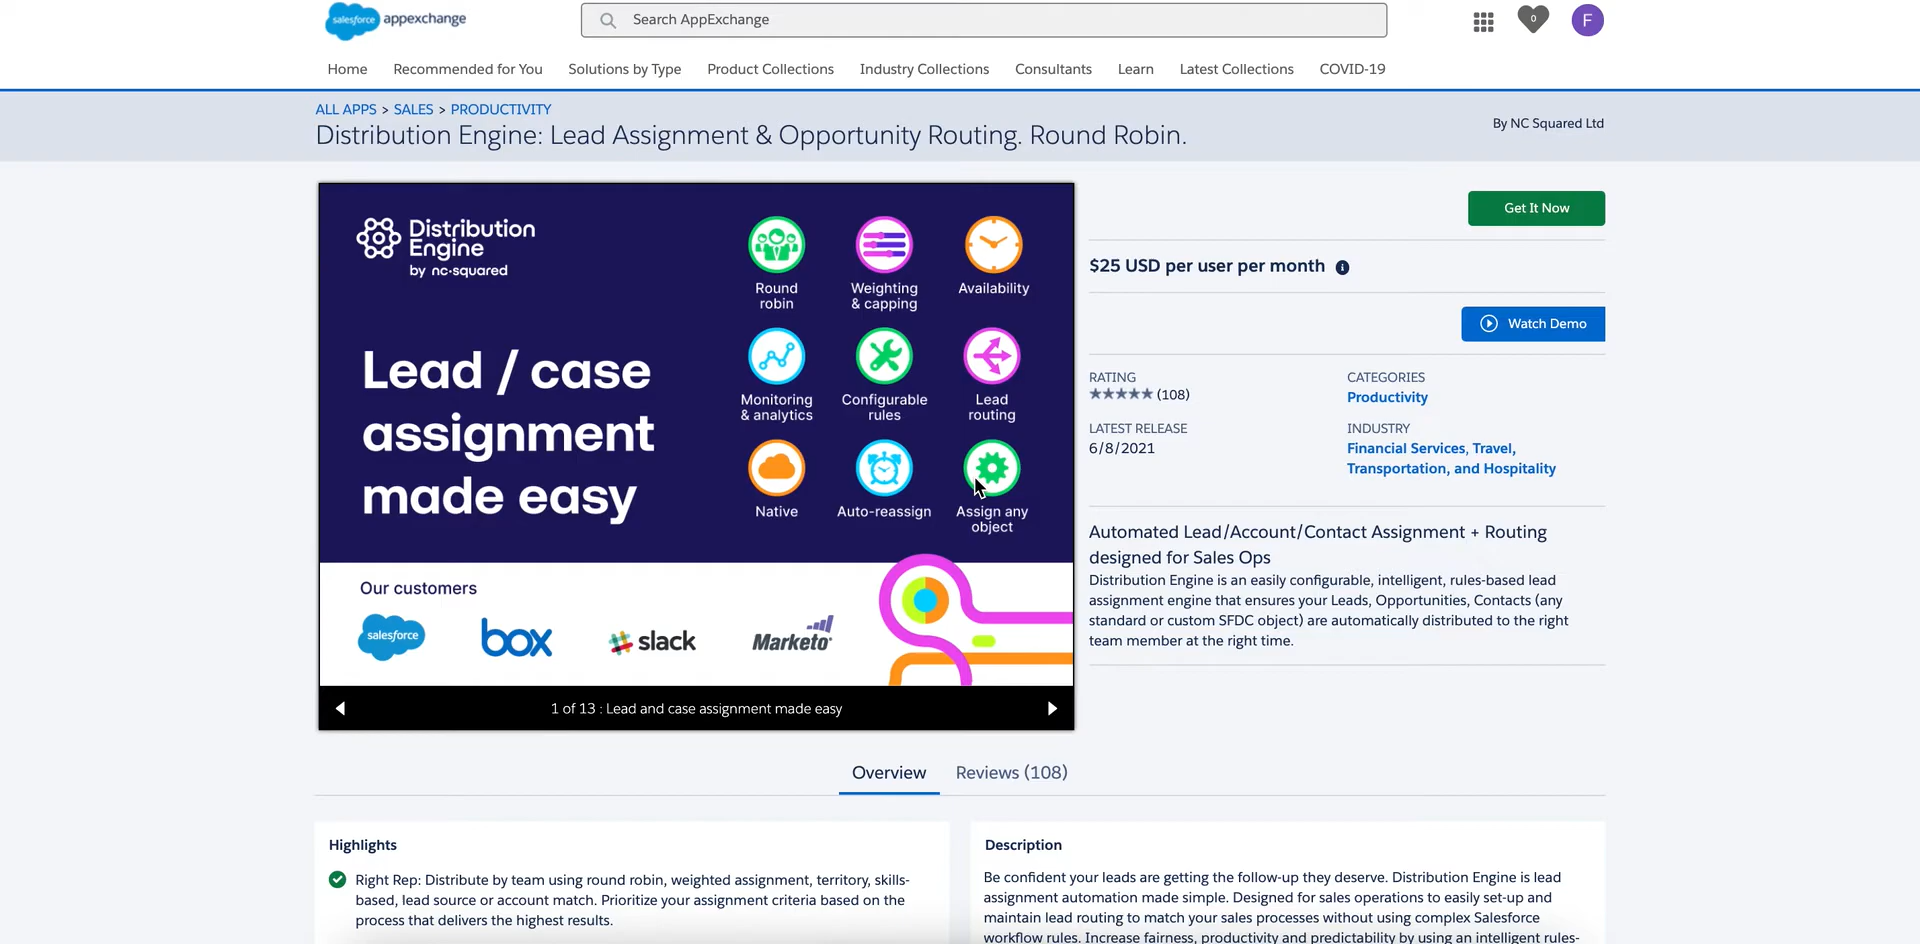 salesforce appexchange
Search AppExchange
0
F
Home Recommended for You Solutions by Type Product Collections Industry Collections Consultants Learn Latest Collections COVID-19
ALL APPS > SALES > PRODUCTIVITY
Distribution Engine: Lead Assignment & Opportunity Routing. Round Robin.
By NC Squared Ltd
Distribution
Engine
by nc·squared
Lead / case
assignment
made easy
Round
robin
Weighting
& capping
Availability
Monitoring
& analytics
Configurable
rules
Lead
routing
Native
Auto-reassign
Assign any
object
Our customers
salesforce
box
slack
Marketo
1 of 13 : Lead and case assignment made easy
Get It Now
$25 USD per user per month
Watch Demo
RATING
(108)
CATEGORIES
Productivity
LATEST RELEASE
6/8/2021
INDUSTRY
Financial Services, Travel,
Transportation, and Hospitality
Automated Lead/Account/Contact Assignment + Routing
designed for Sales Ops
Distribution Engine is an easily configurable, intelligent, rules-based lead
assignment engine that ensures your Leads, Opportunities, Contacts (any
standard or custom SFDC object) are automatically distributed to the right
team member at the right time.
Overview
Reviews (108)
Highlights
Right Rep: Distribute by team using round robin, weighted assignment, territory, skills-
based, lead source or account match. Prioritize your assignment criteria based on the
process that delivers the highest results.
Description
Be confident your leads are getting the follow-up they deserve. Distribution Engine is lead
assignment automation made simple. Designed for sales operations to easily set-up and
maintain lead routing to match your sales processes without using complex Salesforce
workflow rules. Increase fairness, productivity and predictability by using an intelligent rules-